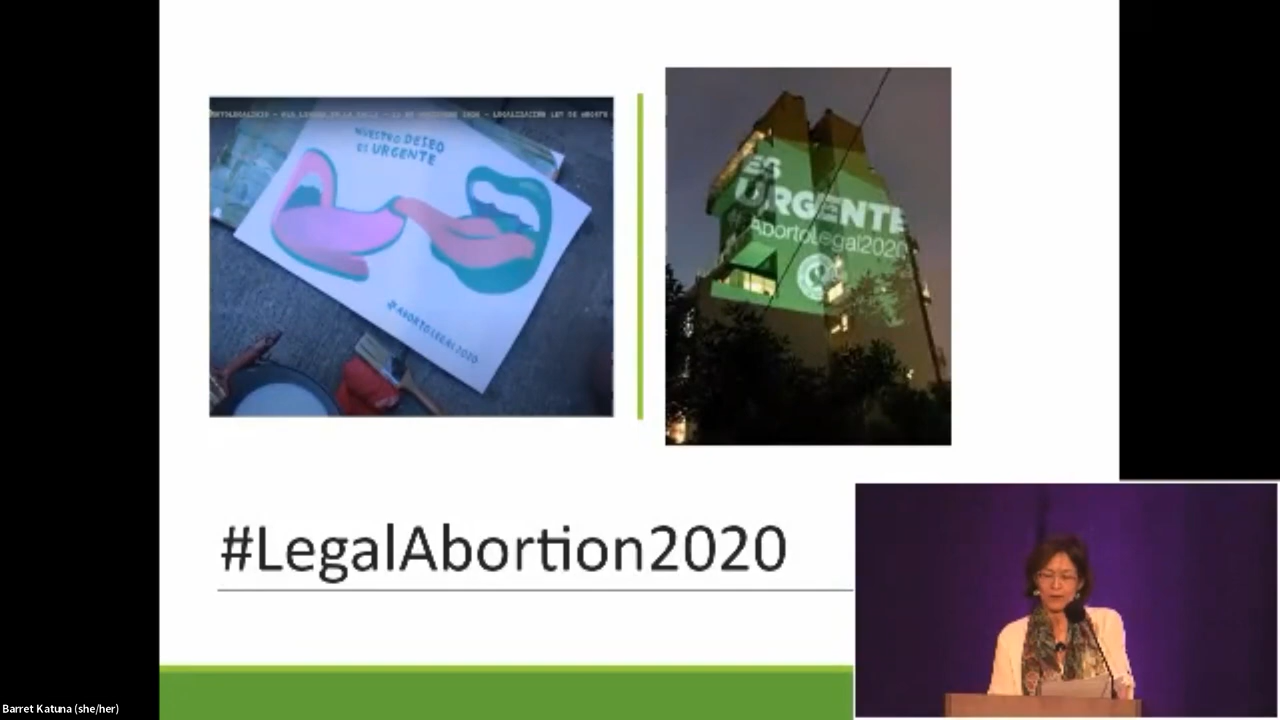 NUESTRO DESEO
es URGENTE
#ABORTOLEGAL2020
ES
URGENTE
#AbortoLegal2020
#LegalAbortion2020
Barret Katuna (she/her)